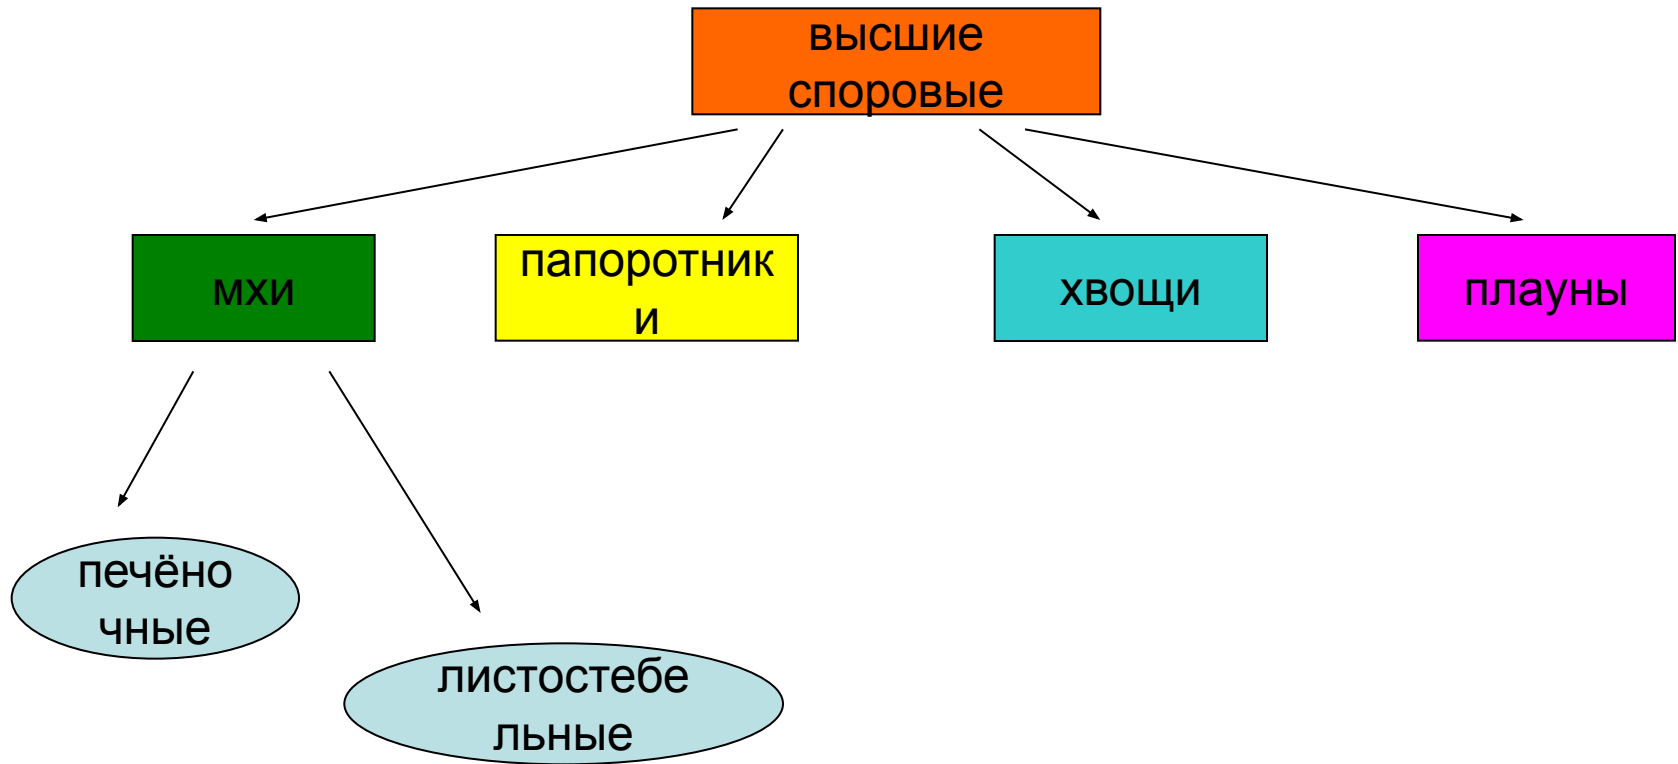 высшие
споровые
мхи
папоротник
и
хвощи
плауны
печёно
чные
листостебе
льные